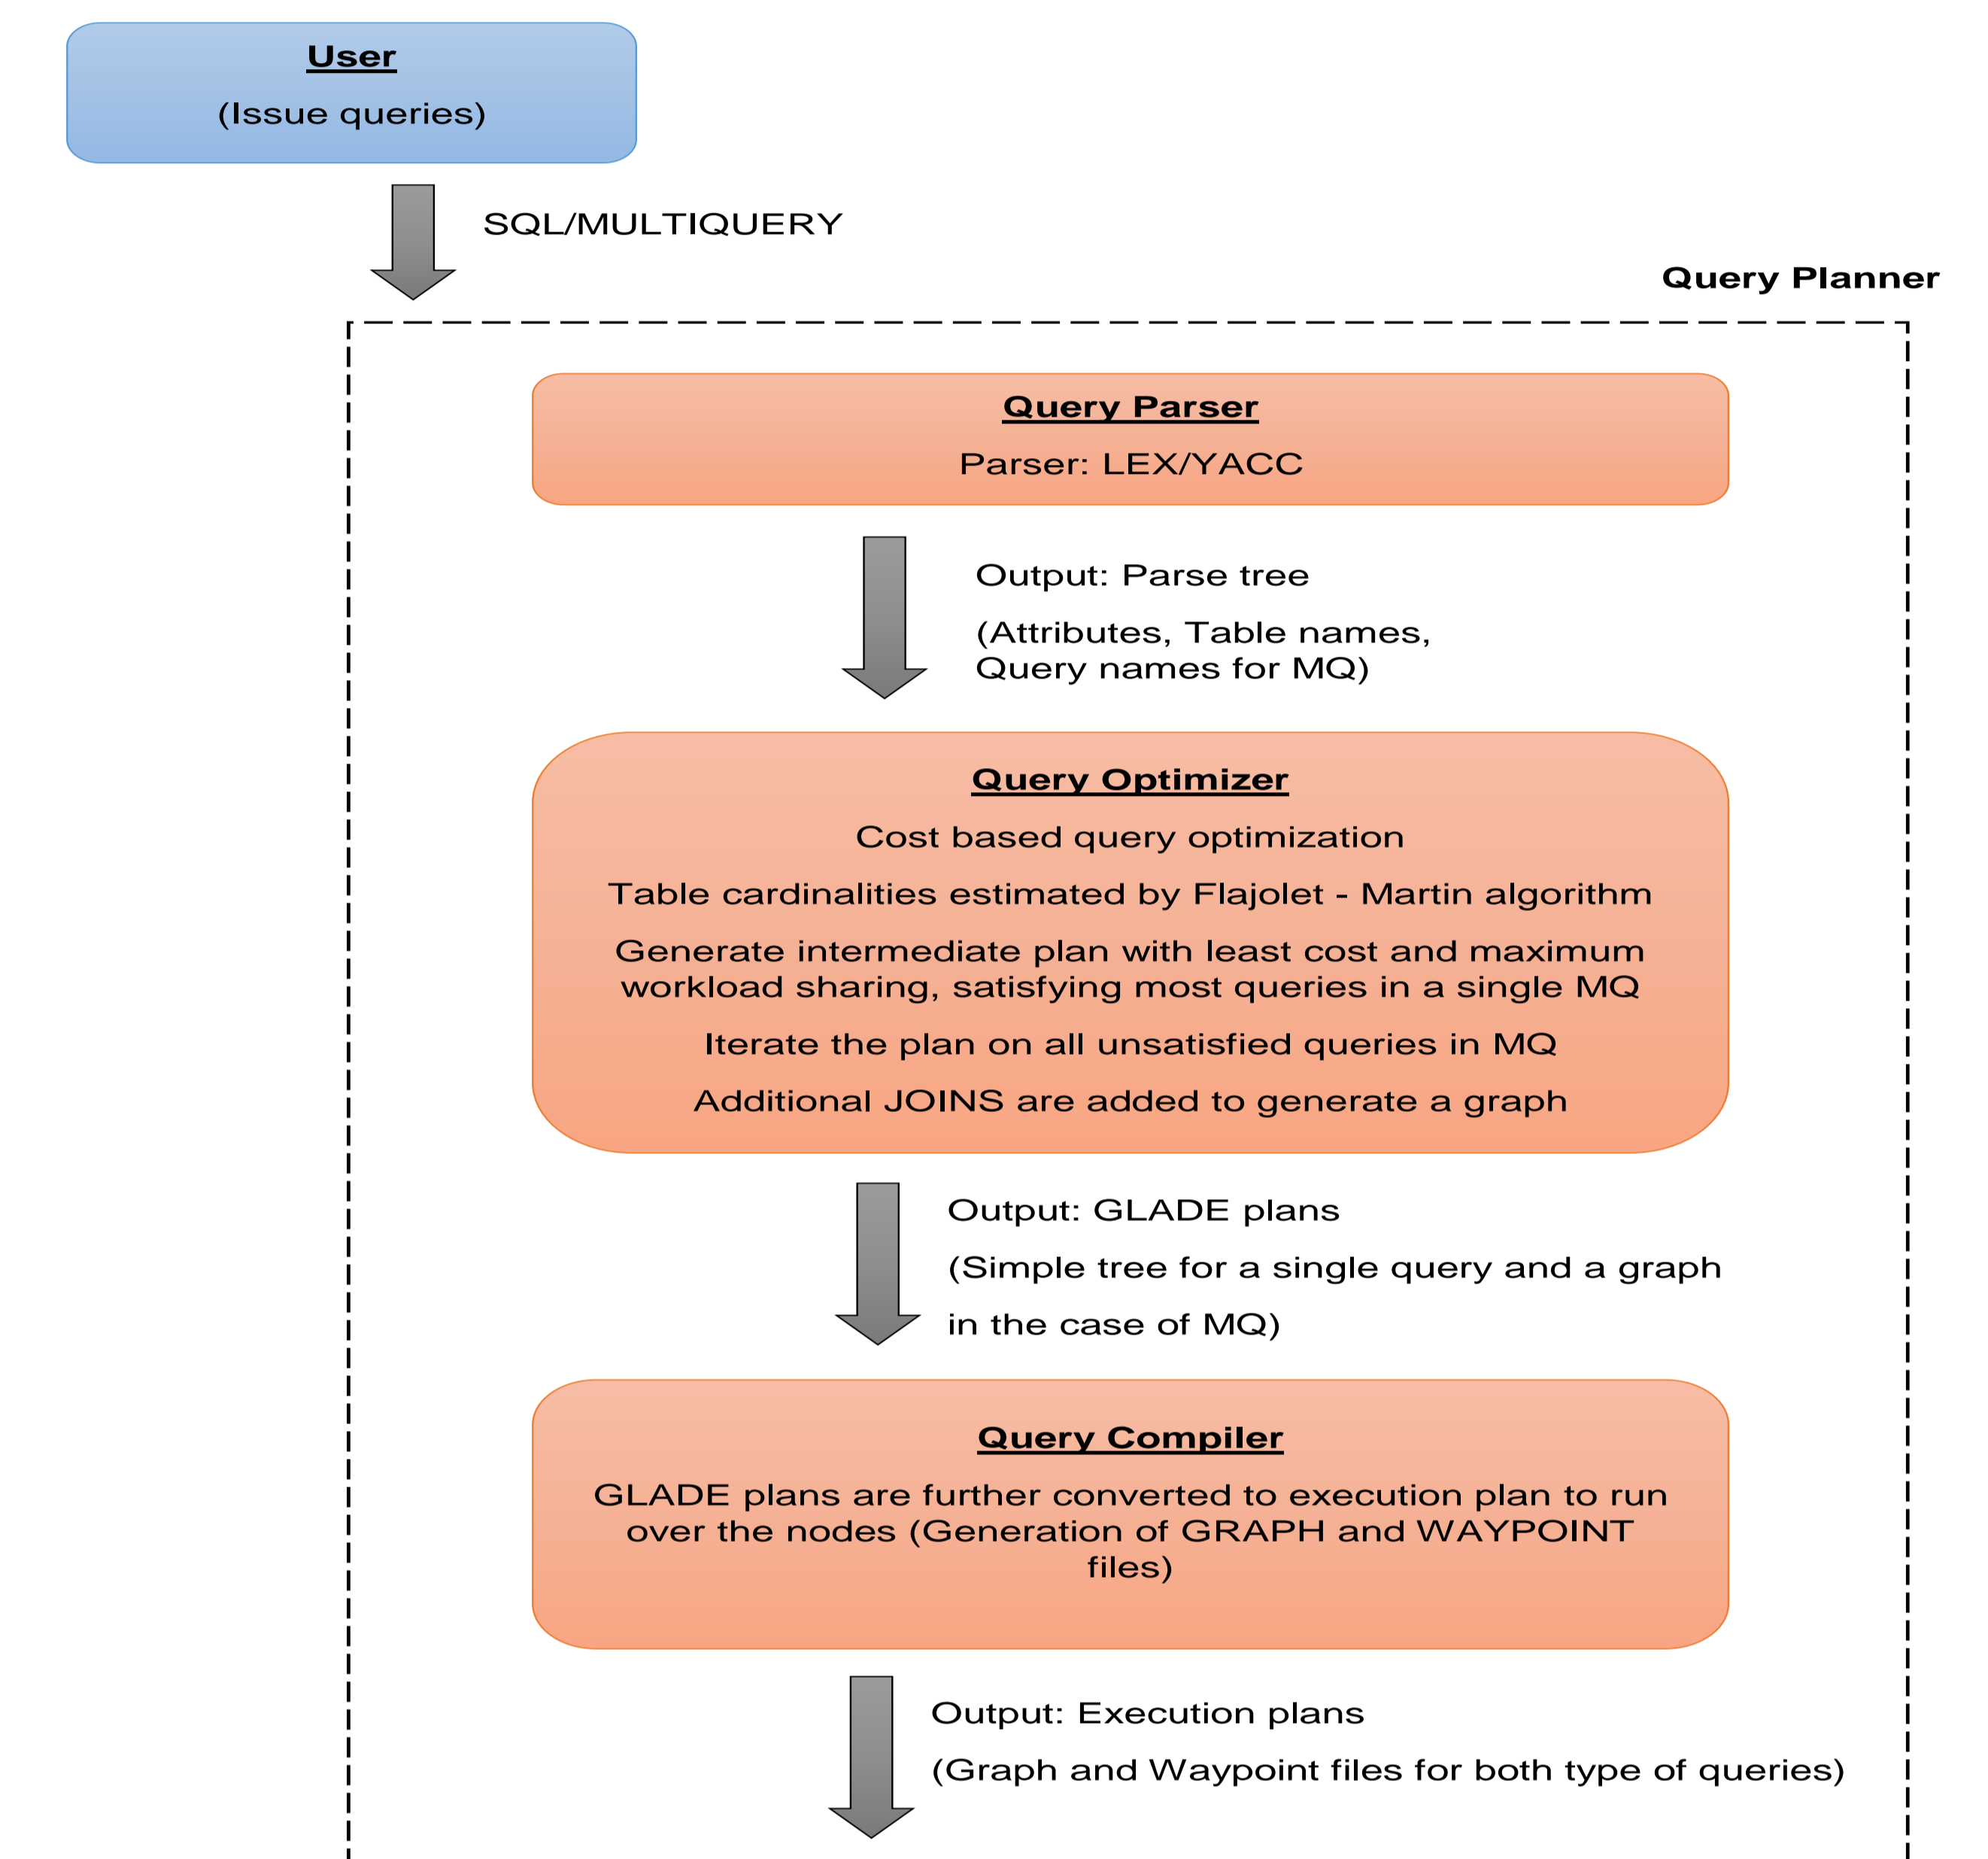 User
(Issue queries)
SQL/MULTIQUERY
Query Planner
Query Parser
Parser: LEX/YACC
Output: Parse tree
(Attributes, Table names,
Query names for MQ)
Query Optimizer
Cost based query optimization
Table cardinalities estimated by Flajolet - Martin algorithm
Generate intermediate plan with least cost and maximum
workload sharing, satisfying most queries in a single MQ
Iterate the plan on all unsatisfied queries in MQ
Additional JOINS are added to generate a graph
Output: GLADE plans
(Simple tree for a single query and a graph
in the case of MQ)
Query Compiler
GLADE plans are further converted to execution plan to run
over the nodes (Generation of GRAPH and WAYPOINT
files)
Output: Execution plans
(Graph and Waypoint files for both type of queries)